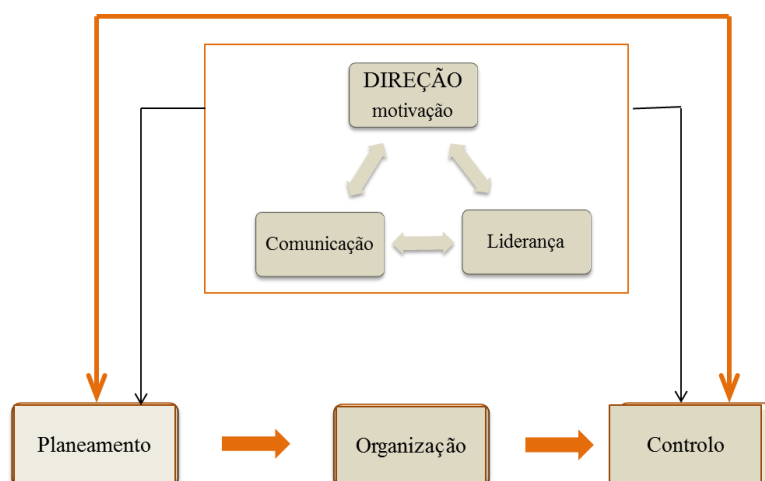 DIREÇÃO
motivação
Comunicação
Liderança
Planeamento
Organização
Controlo